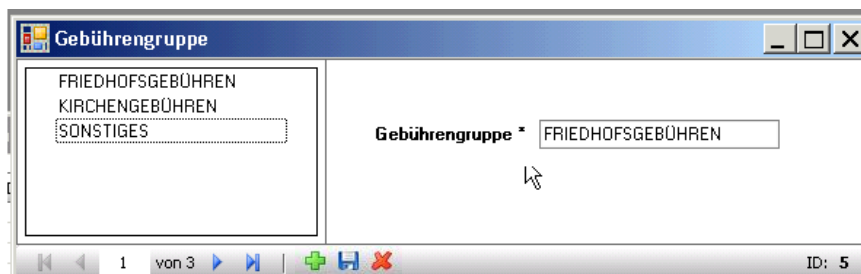 Gebührengruppe
FRIEDHOFSGEBÜHREN
KIRCHENGEBÜHREN
SONSTIGES
Gebührengruppe * FRIEDHOFSGEBÜHREN
1 von 3 ID: 5